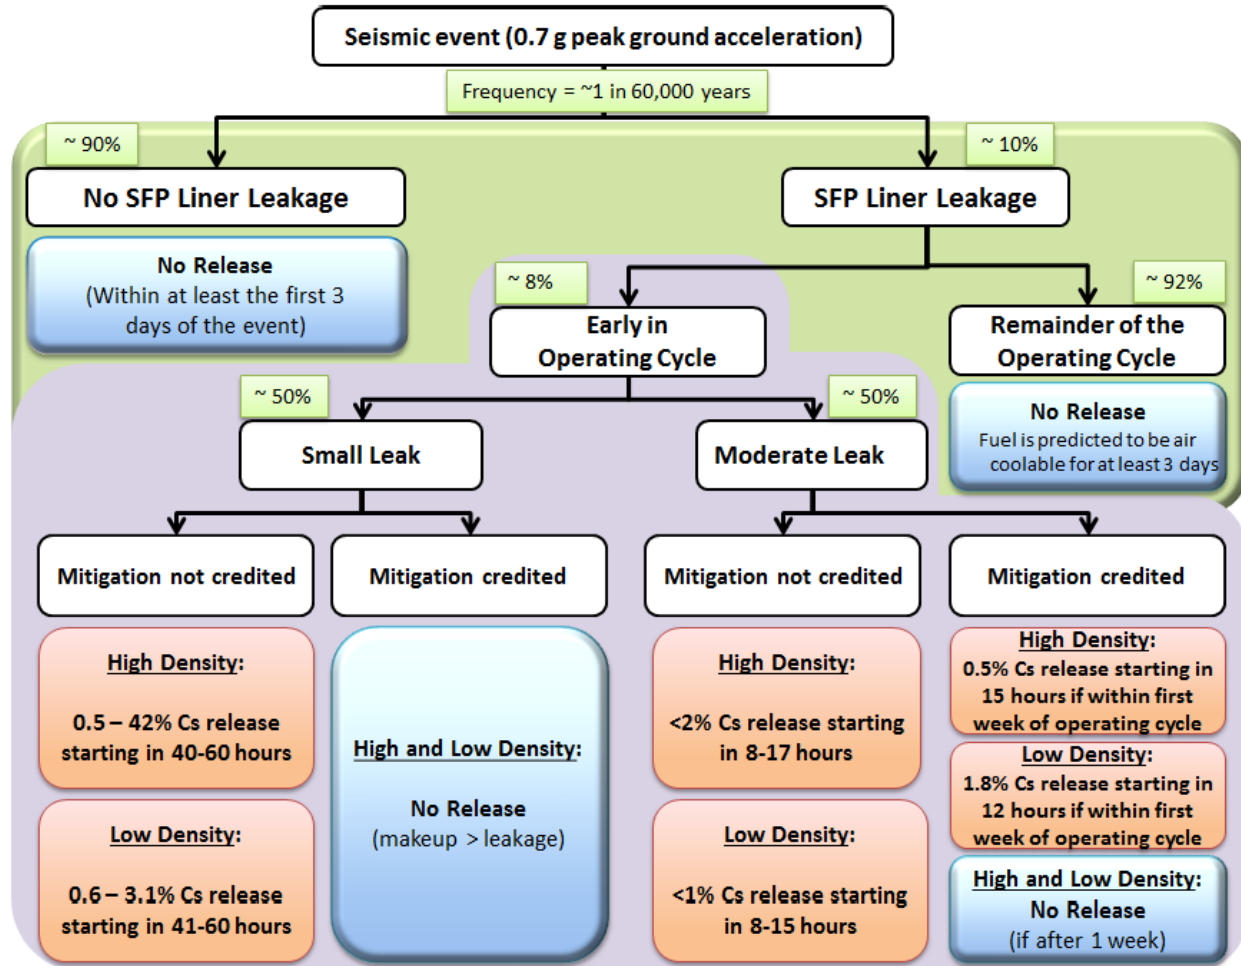 Seismic event (0.7 g peak ground acceleration)
Frequency = ~1 in 60,000 years
~ 90%
~ 10%
No SFP Liner Leakage
SFP Liner Leakage
No Release
(Within at least the first 3
days of the event)
~ 8%
~ 92%
Early in
Operating Cycle
Remainder of the
Operating Cycle
No Release
Fuel is predicted to be air
coolable for at least 3 days
~ 50%
~ 50%
Small Leak
Moderate Leak
Mitigation not credited
Mitigation credited
Mitigation not credited
Mitigation credited
High Density:
0.5 – 42% Cs release
starting in 40-60 hours
Low Density:
0.6 – 3.1% Cs release
starting in 41-60 hours
High and Low Density:
No Release
(makeup > leakage)
High Density:
<2% Cs release starting
in 8-17 hours
Low Density:
<1% Cs release starting
in 8-15 hours
High Density:
0.5% Cs release starting in
15 hours if within first
week of operating cycle
Low Density:
1.8% Cs release starting in
12 hours if within first
week of operating cycle
High and Low Density:
No Release
(if after 1 week)